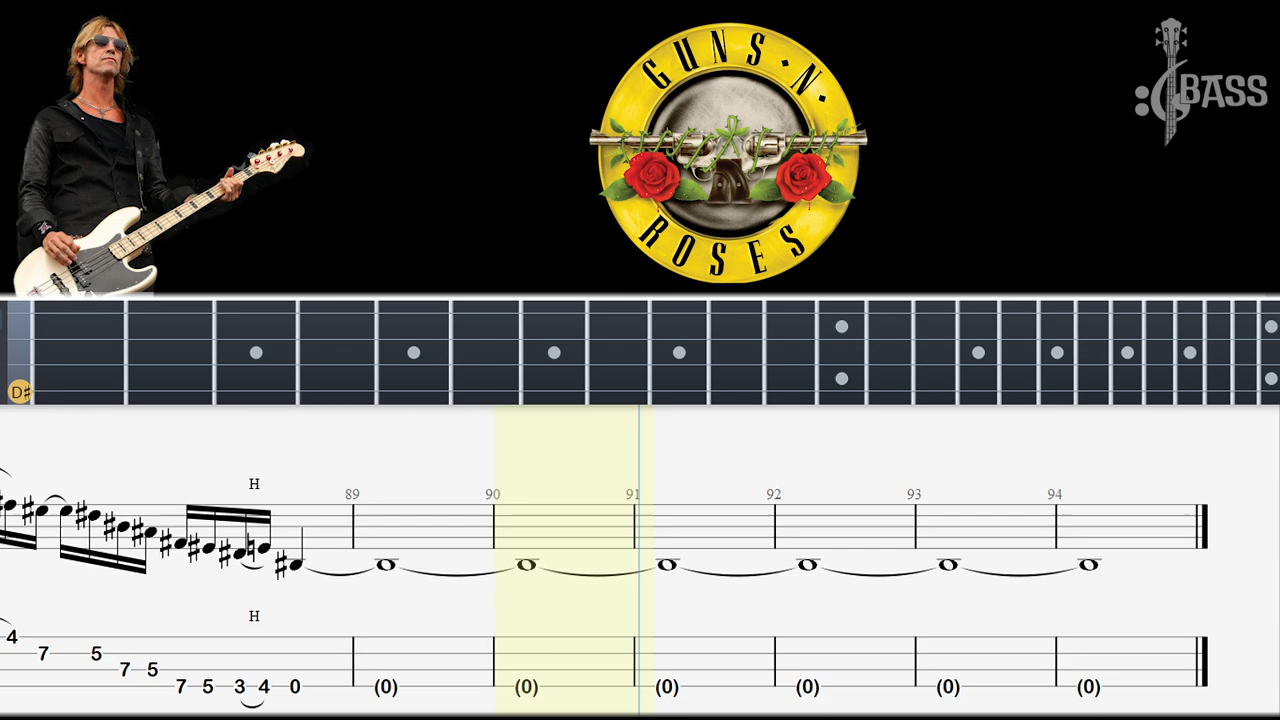 GUNS · N ·
ROSES
BASS
D#
H
89 90 91 92 93 94
H
4 7 5 7 5 7 5 3 4 0 (0) (0) (0) (0) (0) (0)